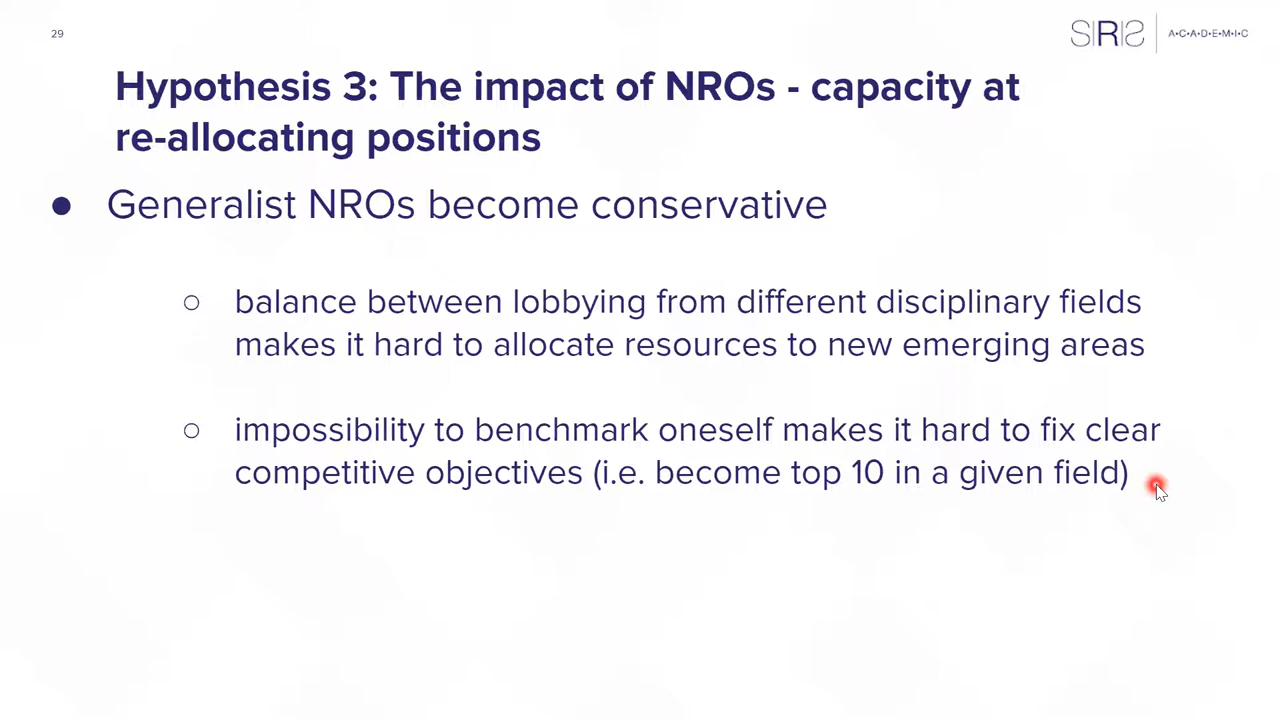 29
SIRIS
A•C•A•D•E•M•I•C
Hypothesis 3: The impact of NROs - capacity at
re-allocating positions
● Generalist NROs become conservative
○ balance between lobbying from different disciplinary fields
makes it hard to allocate resources to new emerging areas
○ impossibility to benchmark oneself makes it hard to fix clear
competitive objectives (i.e. become top 10 in a given field)